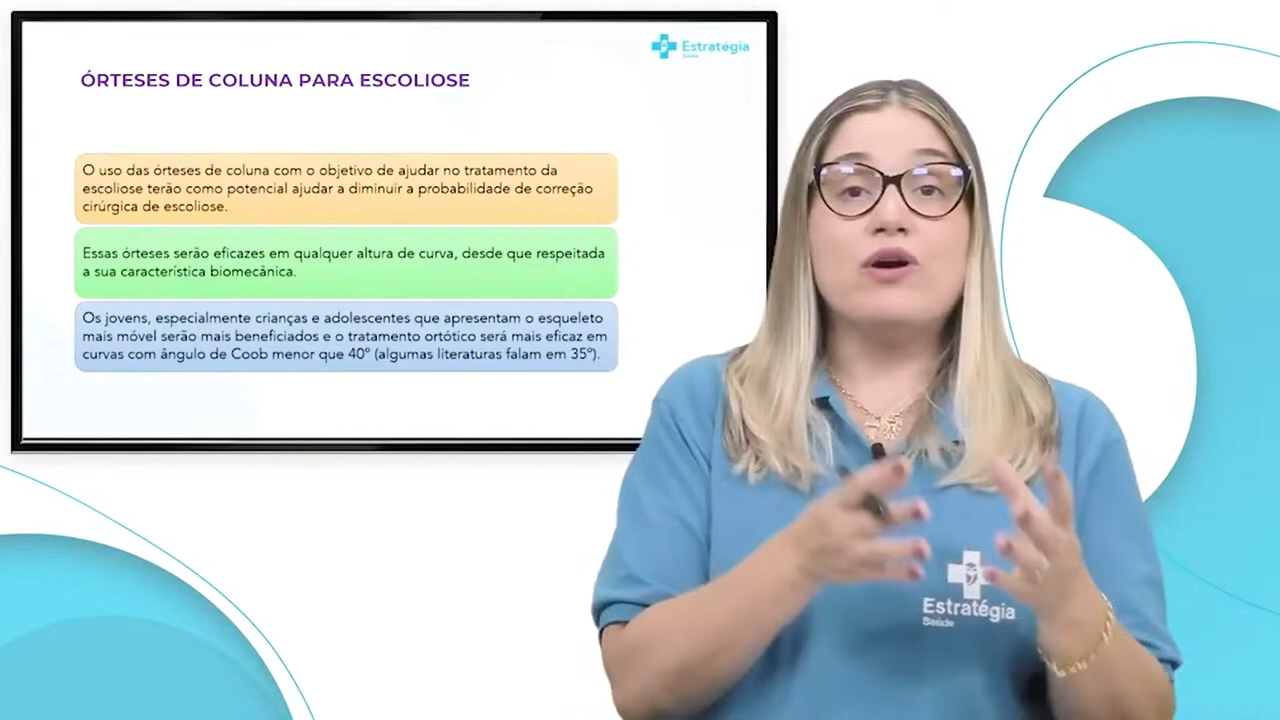 Estratégia
Saúde
ÓRTESES DE COLUNA PARA ESCOLIOSE
O uso das órteses de coluna com o objetivo de ajudar no tratamento da
escoliose terão como potencial ajudar a diminuir a probabilidade de correção
cirúrgica de escoliose.
Essas órteses serão eficazes em qualquer altura de curva, desde que respeitada
a sua característica biomecânica.
Os jovens, especialmente crianças e adolescentes que apresentam o esqueleto
mais móvel serão mais beneficiados e o tratamento ortótico será mais eficaz em
curvas com ângulo de Coob menor que 40º (algumas literaturas falam em 35º).
Estratégia
Saúde